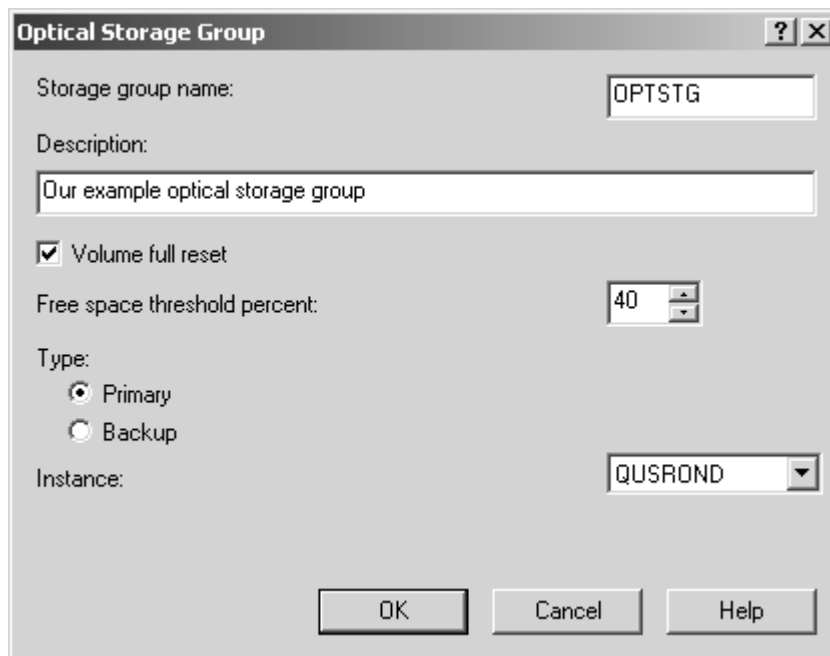 Optical Storage Group
Storage group name:
OPTSTG
Description:
Our example optical storage group
Volume full reset
Free space threshold percent:
40
Type:
Primary
Backup
Instance:
QUSROND
OK
Cancel
Help